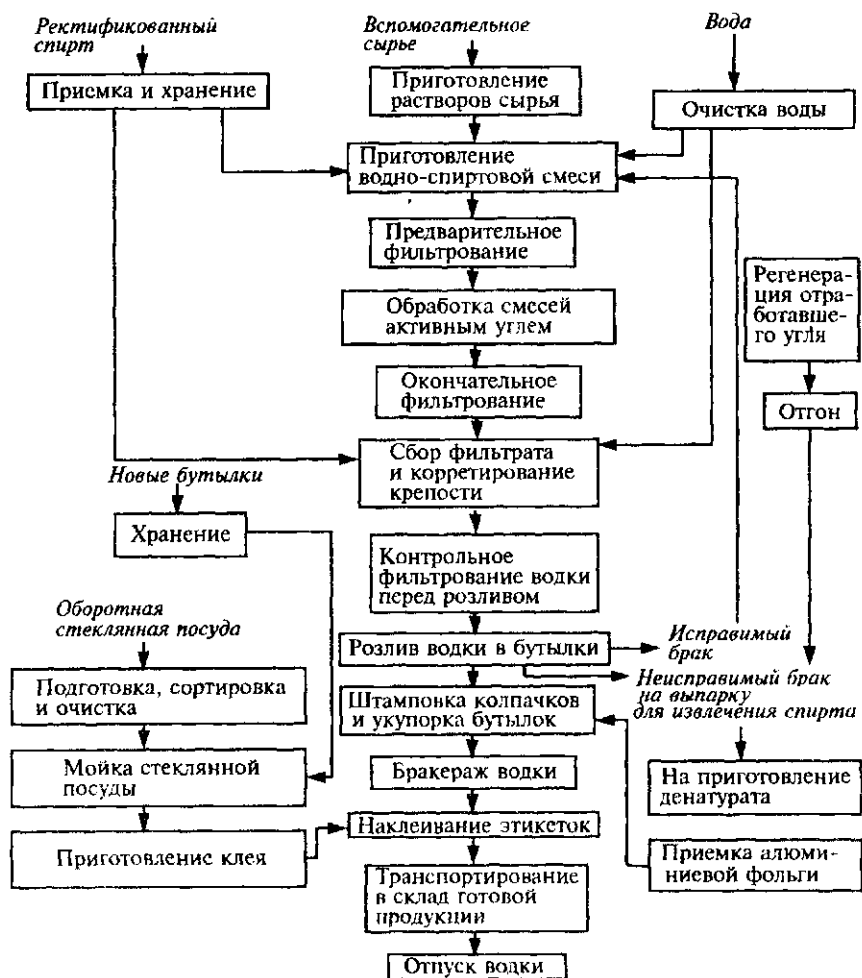 Ректификованный
спирт
Вспомогательное
сырье
Вода
Приемка и хранение
Приготовление
растворов сырья
Очистка воды
Приготовление
водно-спиртовой смеси
Предварительное
фильтрование
Регенера-
ция отра-
ботавше-
го угля
Обработка смесей
активным углем
Окончательное
фильтрование
Отгон
Сбор фильтрата
и корретирование
крепости
Новые бутылки
Хранение
Контрольное
фильтрование водки
перед розливом
Оборотная
стеклянная посуда
Розлив водки в бутылки
Исправимый
брак
Неисправимый брак
на выпарку
для извлечения спирта
Подготовка, сортировка
и очистка
Штамповка колпачков
и укупорка бутылок
Мойка стеклянной
посуды
Бракераж водки
На приготовление
денатурата
Приготовление клея
Наклеивание этикеток
Приемка алюми-
ниевой фольги
Транспортирование
в склад готовой
продукции
Отпуск водки